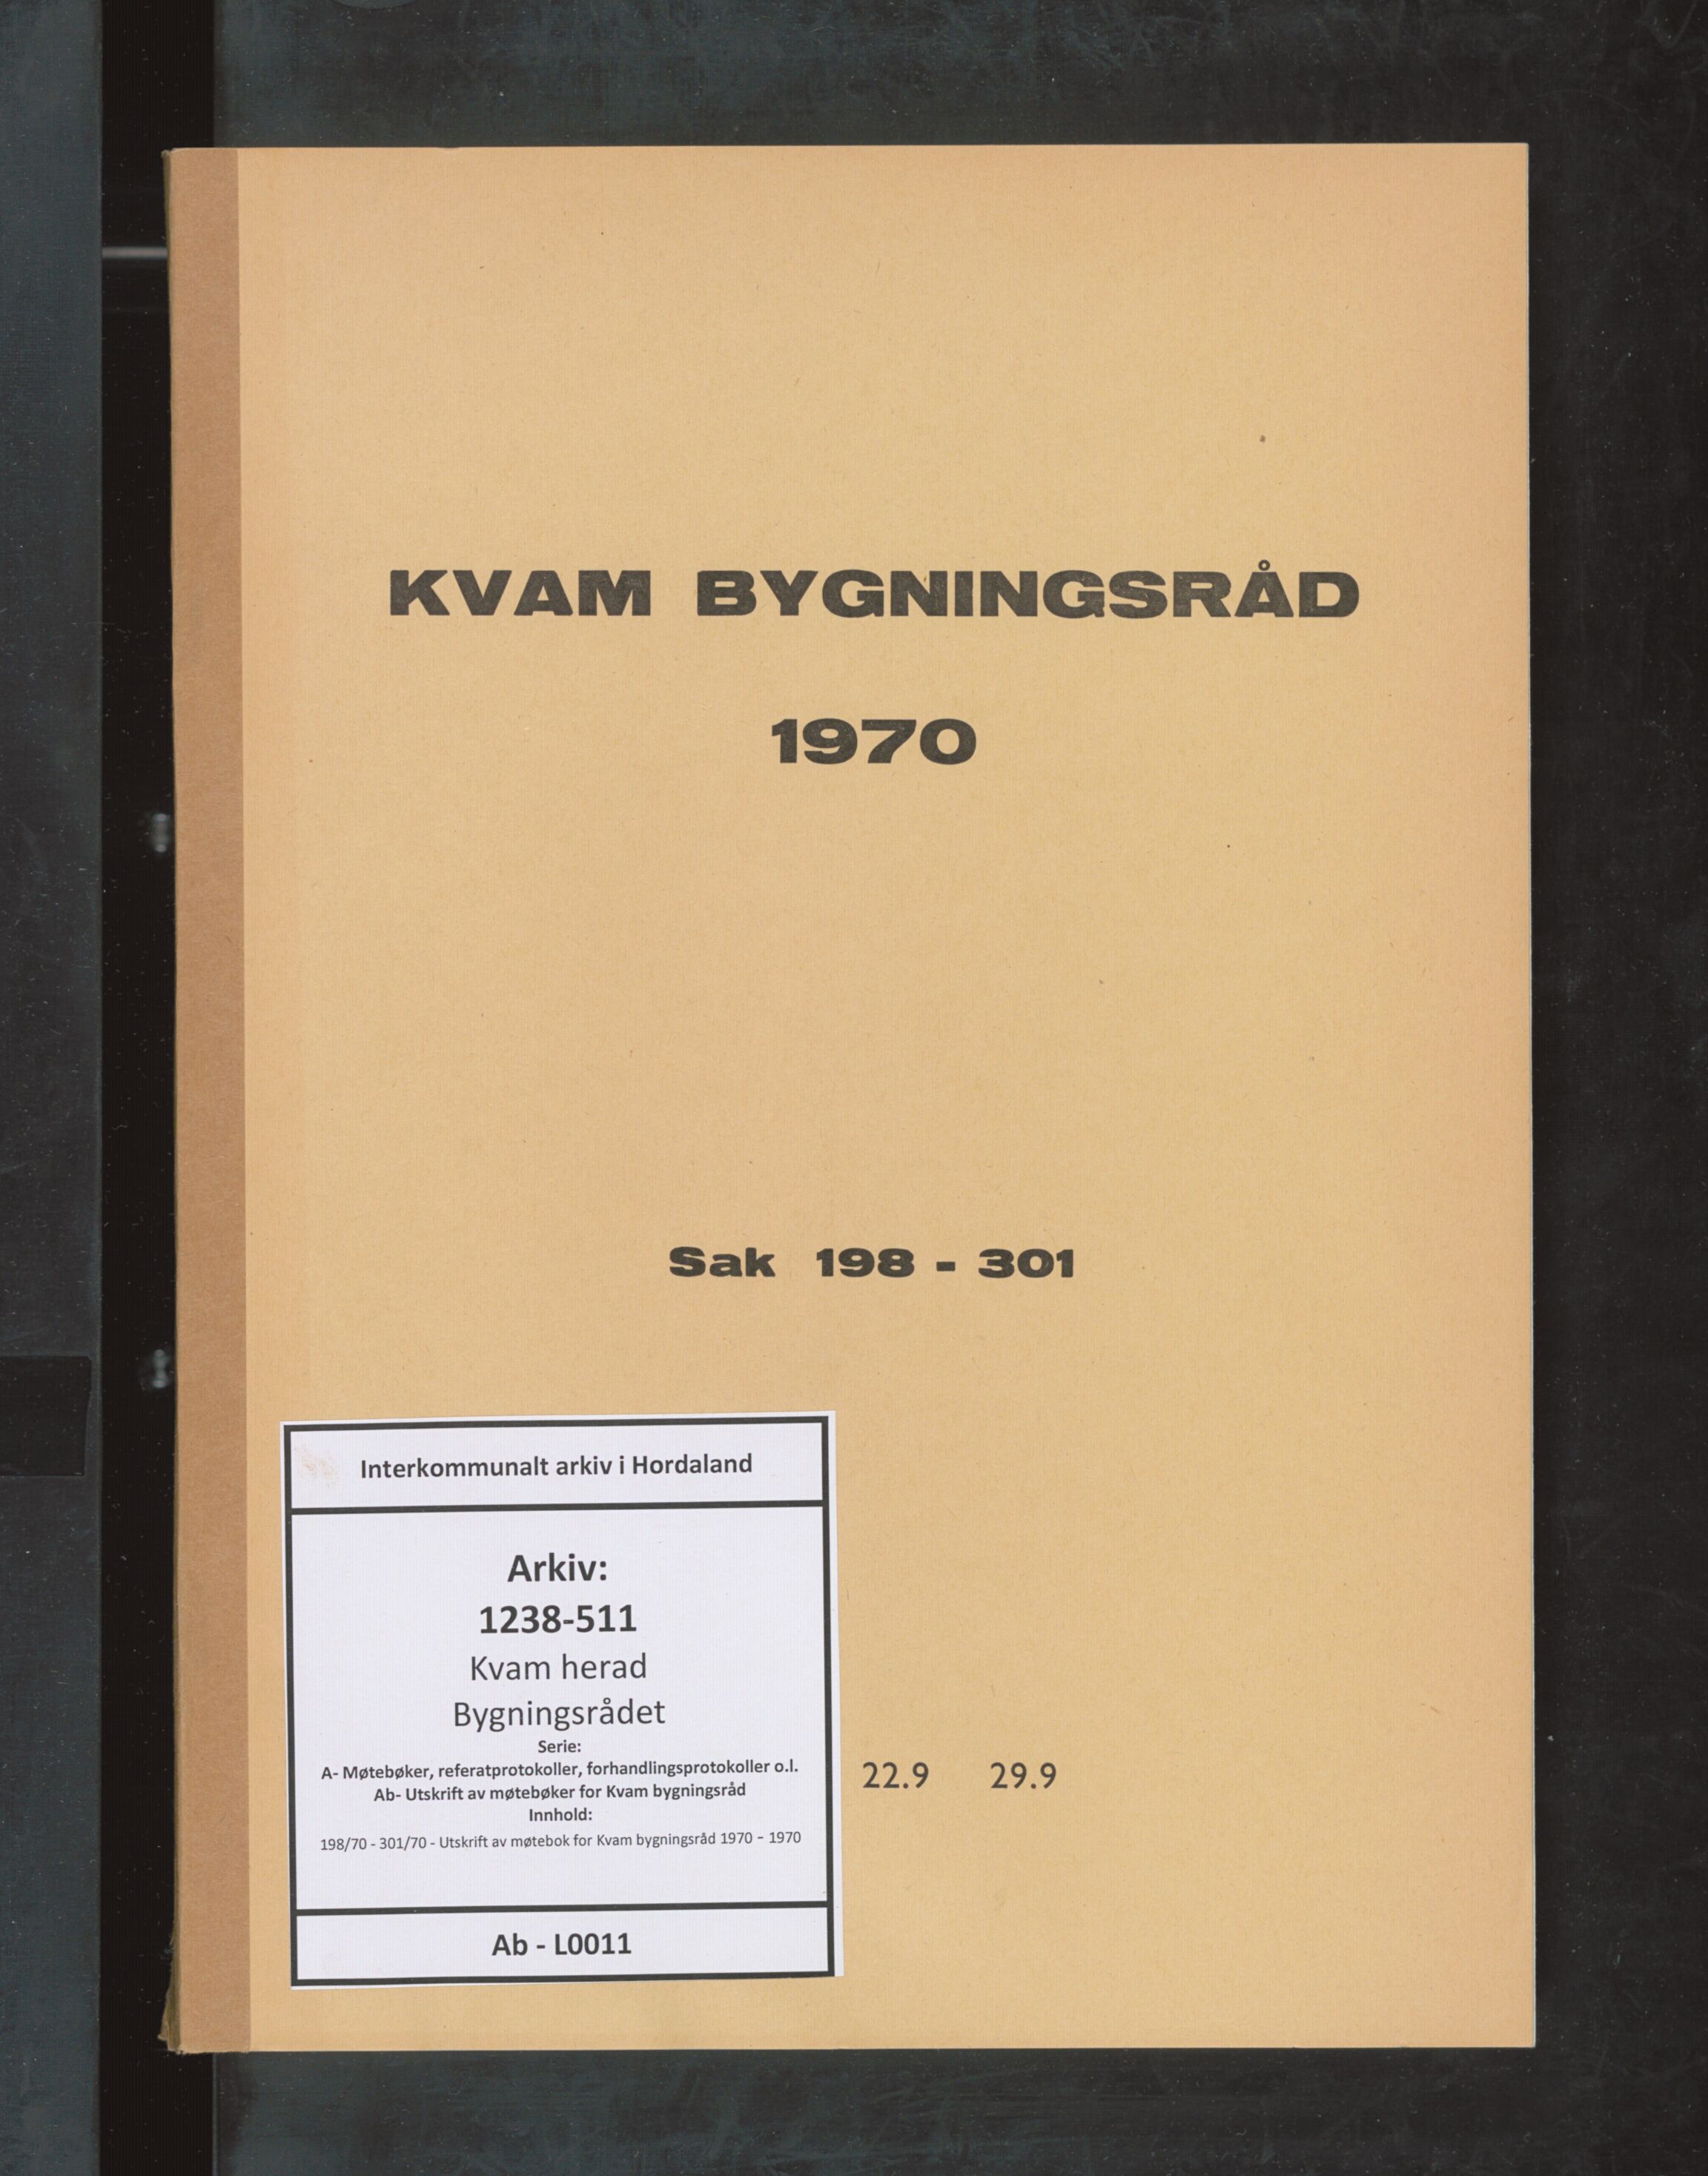 KVAM BYGNINGSRÅD
1970
Sak 198 - 301
Interkommunalt arkiv i Hordaland
Arkiv:
1238-511
Kvam herad
Bygningsrådet
Serie:
A- Møtebøker, referatprotokoller, forhandlingsprotokoller o.l.
Ab- Utskrift av møtebøker for Kvam bygningsråd
Innhold:
198/70 - 301/70 - Utskrift av møtebok for Kvam bygningsråd 1970 - 1970
Ab - L0011
22.9 29.9